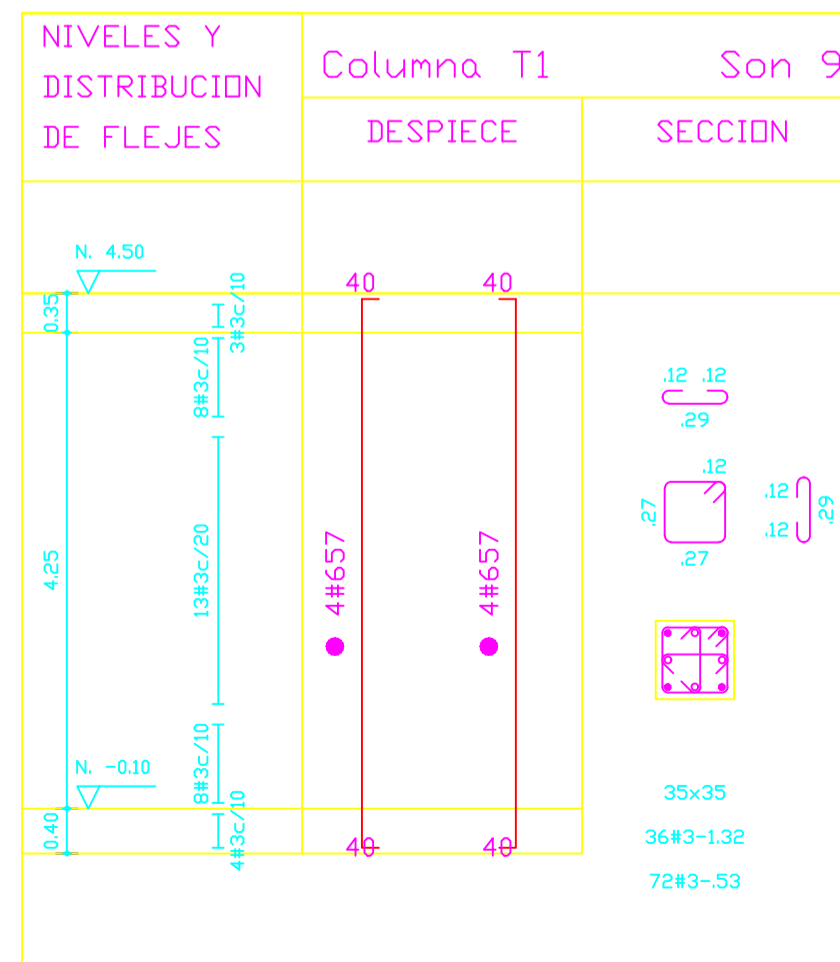 NIVELES Y
DISTRIBUCION
DE FLEJES
Columna T1 Son 9
DESPIECE
SECCION
N. 4.50
0.35
3#3c/10
8#3c/10
4.25
13#3c/20
N. -0.10
8#3c/10
0.40
4#3c/10
40 40
4#657 4#657
40 40
.12 .12
.29
.12
.27
.27
.12
.12
.29
35x35
36#3-1.32
72#3-.53